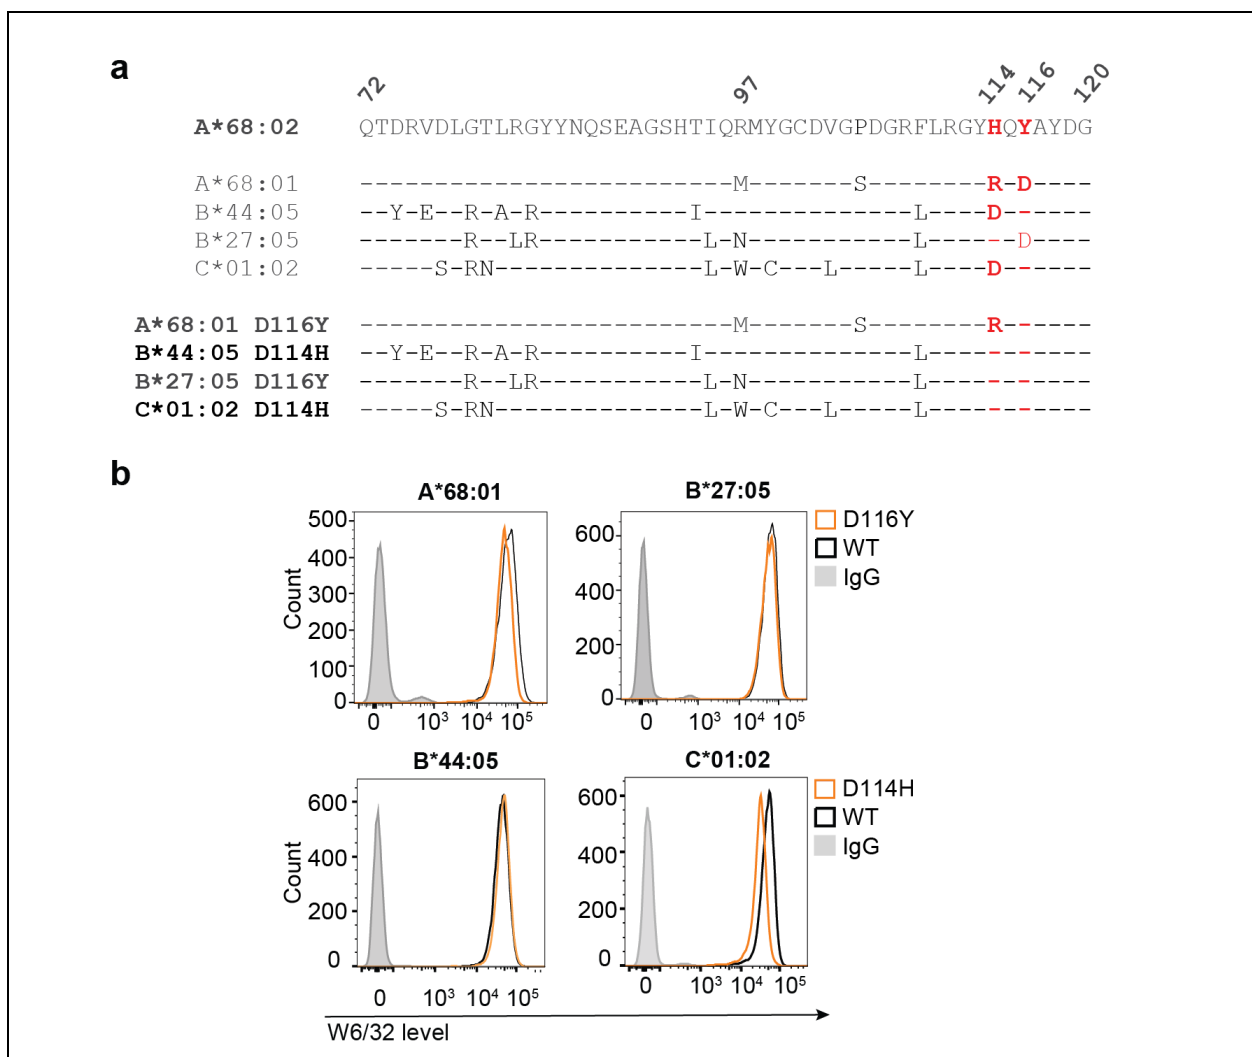 a
72 97 114 116 120
A*68:02 QTDRVDLGTLRGYYNQSEAGSHTIQRMYGCDVGPDGRFLRGYHQYAYDG
A*68:01 -------------------------M-------S--------R-D----
B*44:05 --Y-E--R-A-R----------I--------------L----D------
B*27:05 -------R--LR-----------L-N-----------L------D----
C*01:02 -----S-RN--------------L-W-C---L-----L----D------
A*68:01 D116Y -------------------------M-------S--------R------
B*44:05 D114H --Y-E--R-A-R----------I--------------L-----------
B*27:05 D116Y -------R--LR-----------L-N-----------L-----------
C*01:02 D114H -----S-RN--------------L-W-C---L-----L-----------
b
A*68:01
Count
500
400
300
200
100
0
0 10³ 10⁴ 10⁵
B*27:05
600
400
200
0
0 10³ 10⁴ 10⁵
D116Y
WT
IgG
B*44:05
Count
600
400
200
0
0 10³ 10⁴ 10⁵
C*01:02
600
400
200
0
0 10³ 10⁴ 10⁵
D114H
WT
IgG
W6/32 level